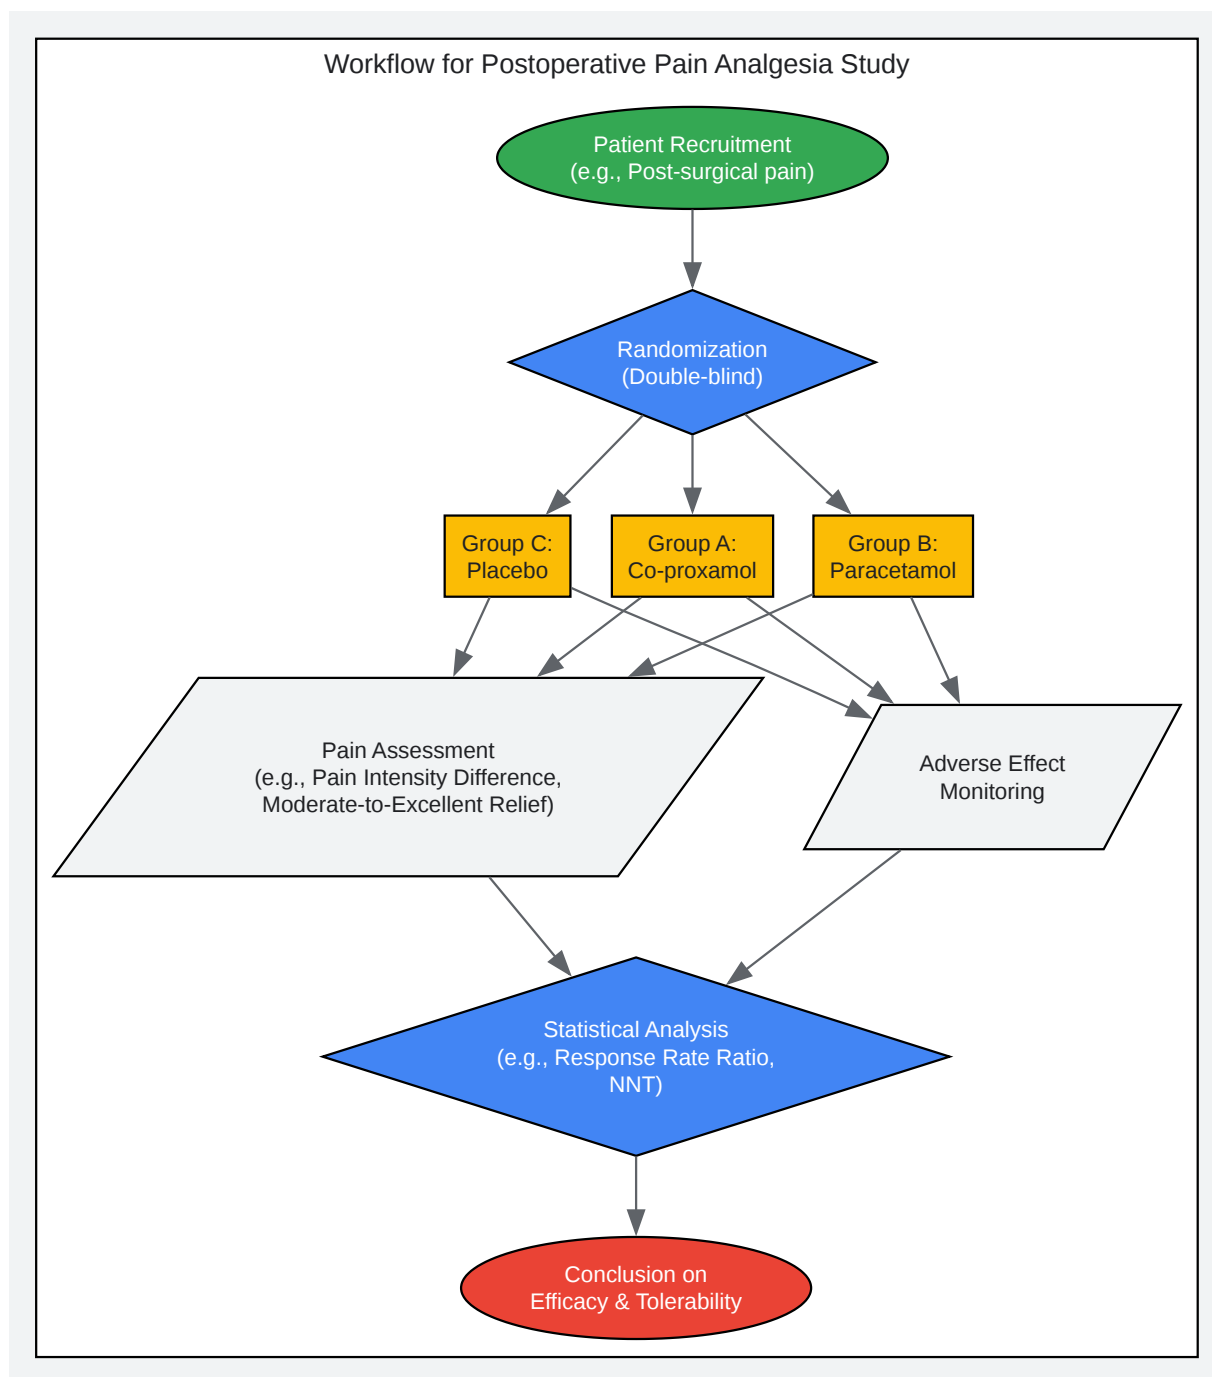 Workflow for Postoperative Pain Analgesia Study
Patient Recruitment
(e.g., Post-surgical pain)
Randomization
(Double-blind)
Group C:
Placebo
Group A:
Co-proxamol
Group B:
Paracetamol
Pain Assessment
(e.g., Pain Intensity Difference,
Moderate-to-Excellent Relief)
Adverse Effect
Monitoring
Statistical Analysis
(e.g., Response Rate Ratio,
NNT)
Conclusion on
Efficacy & Tolerability